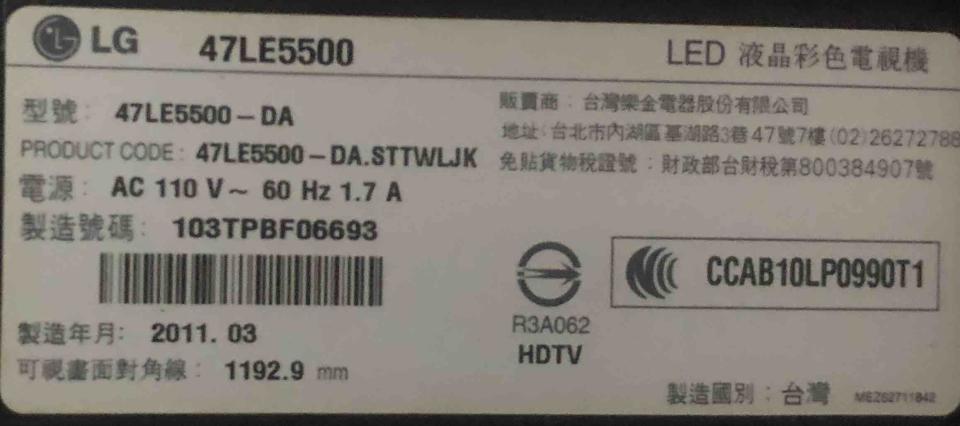 LG 47LE5500 LED 液晶彩色電視機
型號: 47LE5500-DA
PRODUCT CODE: 47LE5500-DA.STTWLJK
電源: AC 110 V~ 60 Hz 1.7 A
製造號碼: 103TPBF06693
製造年月: 2011. 03
可視畫面對角線: 1192.9 mm
販賣商: 台灣樂金電器股份有限公司
地址: 台北市內湖區基湖路3巷47號7樓 (02)26272788
免貼貨物稅證號: 財政部台財稅第800384907號
R3A062
HDTV
CCAB10LP0990T1
製造國別: 台灣
MEZ62711842